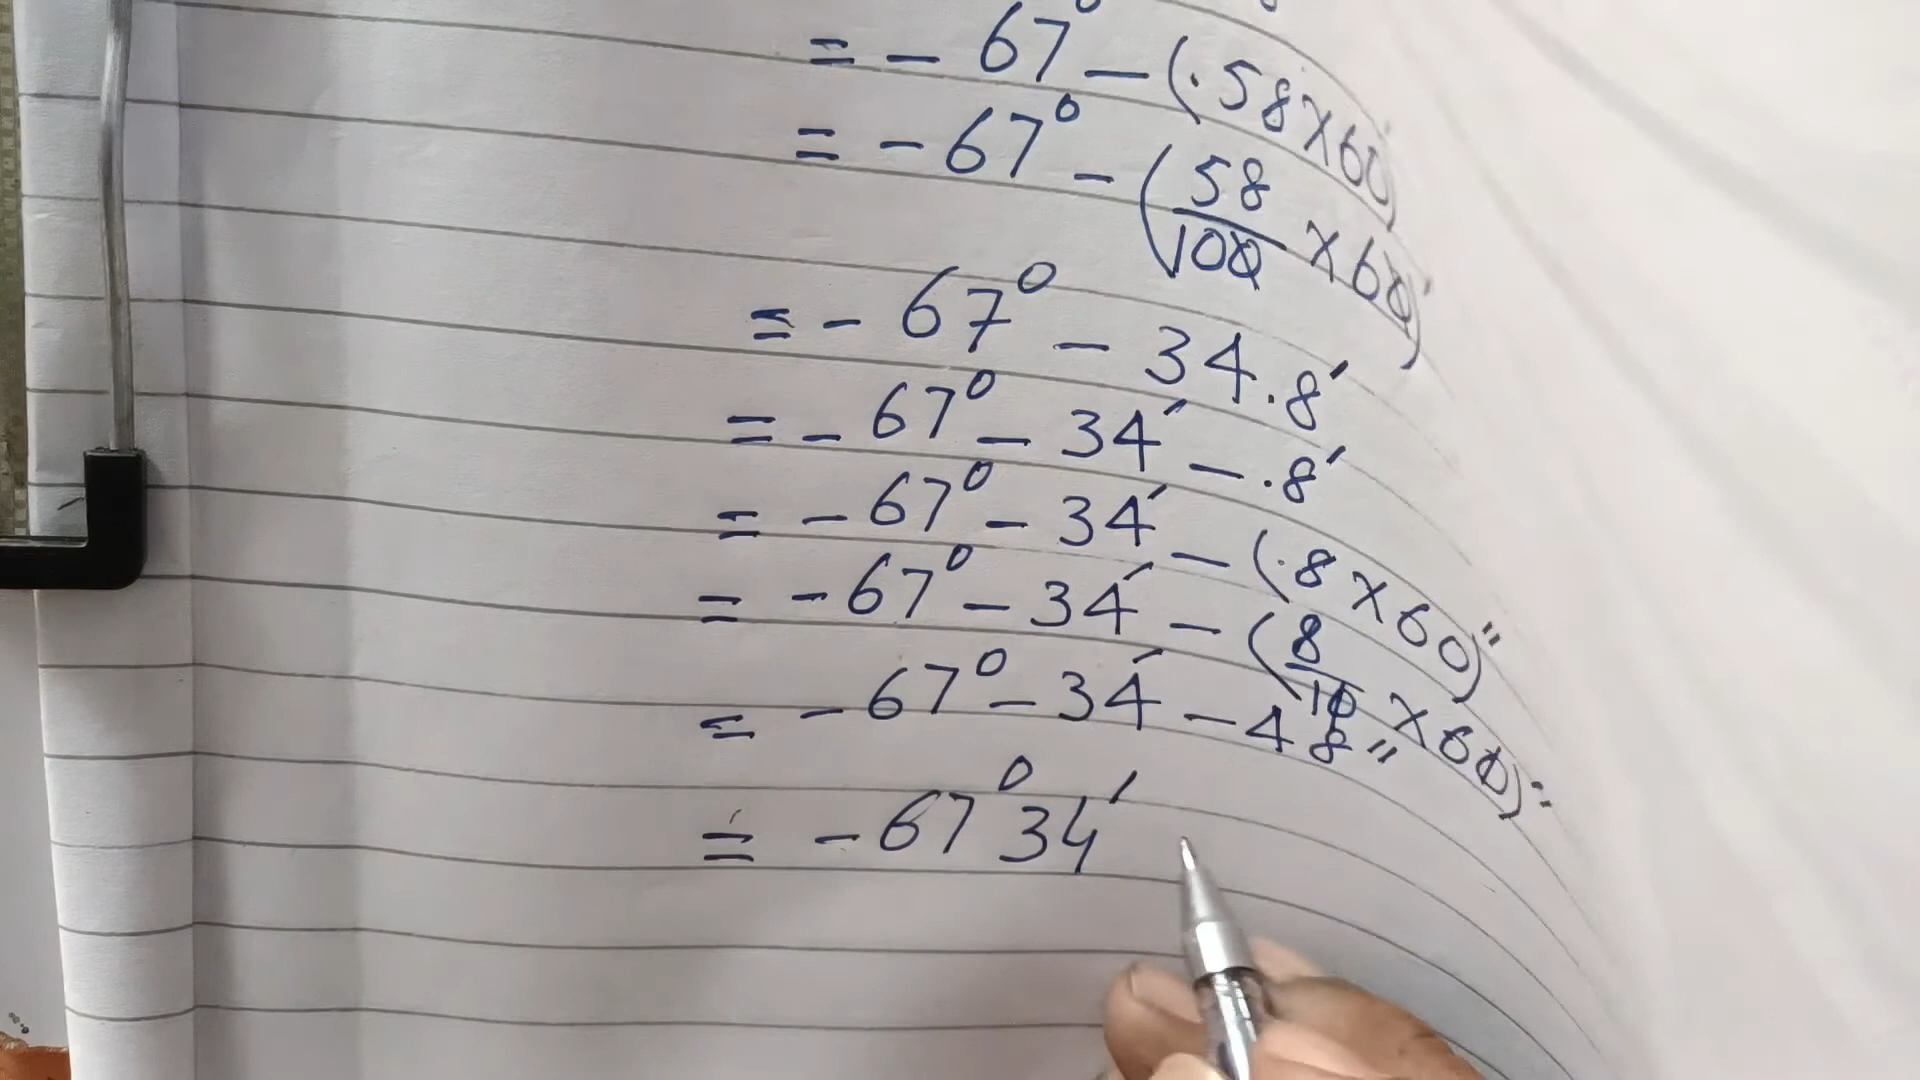 = - 67° - (.58×60)
= - 67° - (58/100 ×60)'
= - 67° - 34.8'
= - 67° - 34' - .8'
= - 67° - 34' - (.8×60)"
= - 67° - 34' - (8/10 ×60)"
= - 67° - 34' - 48"
= - 67° 34'